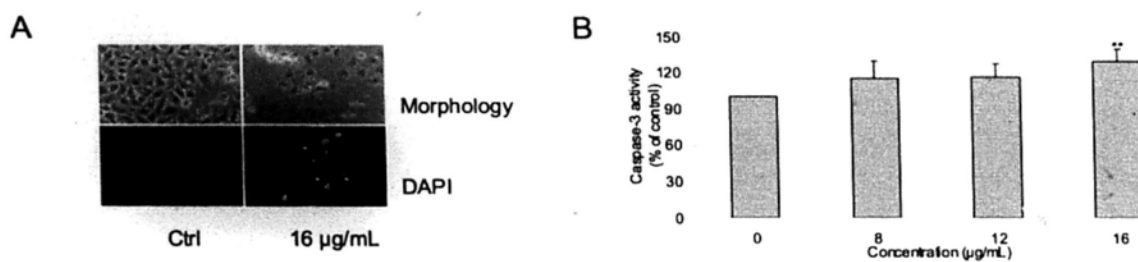 A
Morphology
DAPI
Ctrl
16 µg/mL
B
Caspase-3 activity
(% of control)
150
120
90
60
30
0
**
0
8
12
16
Concentration (µg/mL)